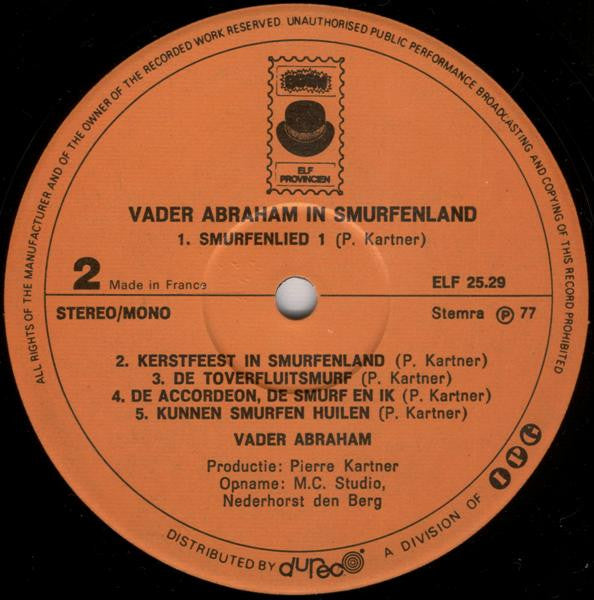 ALL RIGHTS OF THE MANUFACTURER AND OF THE OWNER OF THE RECORDED WORK RESERVED UNAUTHORISED PUBLIC PERFORMANCE BROADCASTING AND COPYING OF THIS RECORD PROHIBITED
ELF
PROVINCIEN
VADER ABRAHAM IN SMURFENLAND
1. SMURFENLIED 1 (P. Kartner)
2 Made in France
ELF 25.29
STEREO/MONO
Stemra Ⓟ 77
2. KERSTFEEST IN SMURFENLAND (P. Kartner)
3. DE TOVERFLUITSMURF (P. Kartner)
4. DE ACCORDEON, DE SMURF EN IK (P. Kartner)
5. KUNNEN SMURFEN HUILEN (P. Kartner)
VADER ABRAHAM
Productie: Pierre Kartner
Opname: M.C. Studio,
Nederhorst den Berg
DISTRIBUTED BY dureco A DIVISION OF IPG